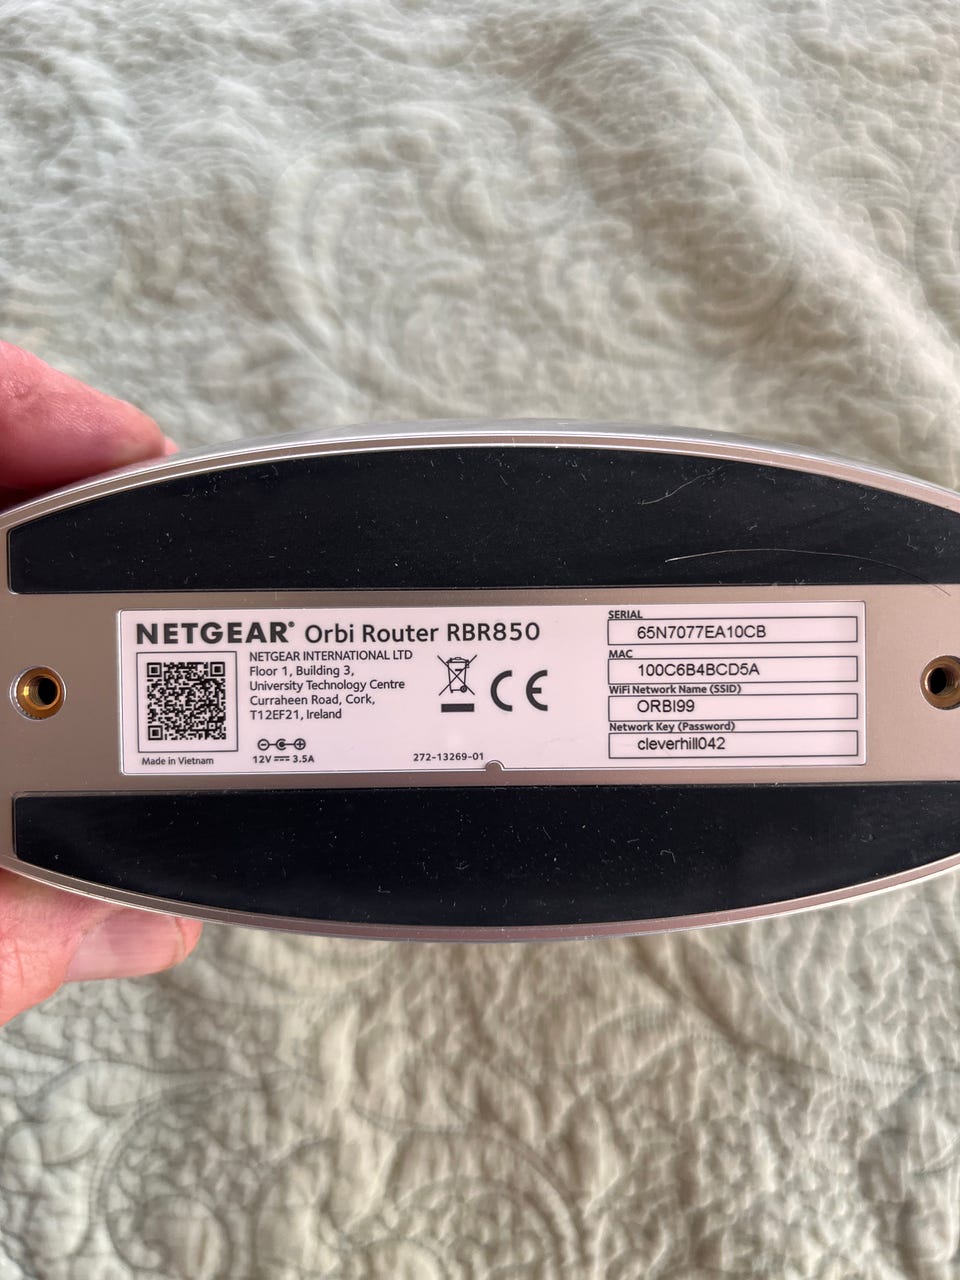 NETGEAR® Orbi Router RBR850
NETGEAR INTERNATIONAL LTD
Floor 1, Building 3,
University Technology Centre
Curraheen Road, Cork,
T12EF21, Ireland
Made in Vietnam
12V ⎓ 3.5A
272-13269-01
CE
SERIAL
65N7077EA10CB
MAC
100C6B4BCD5A
WiFi Network Name (SSID)
ORBI99
Network Key (Password)
cleverhill042